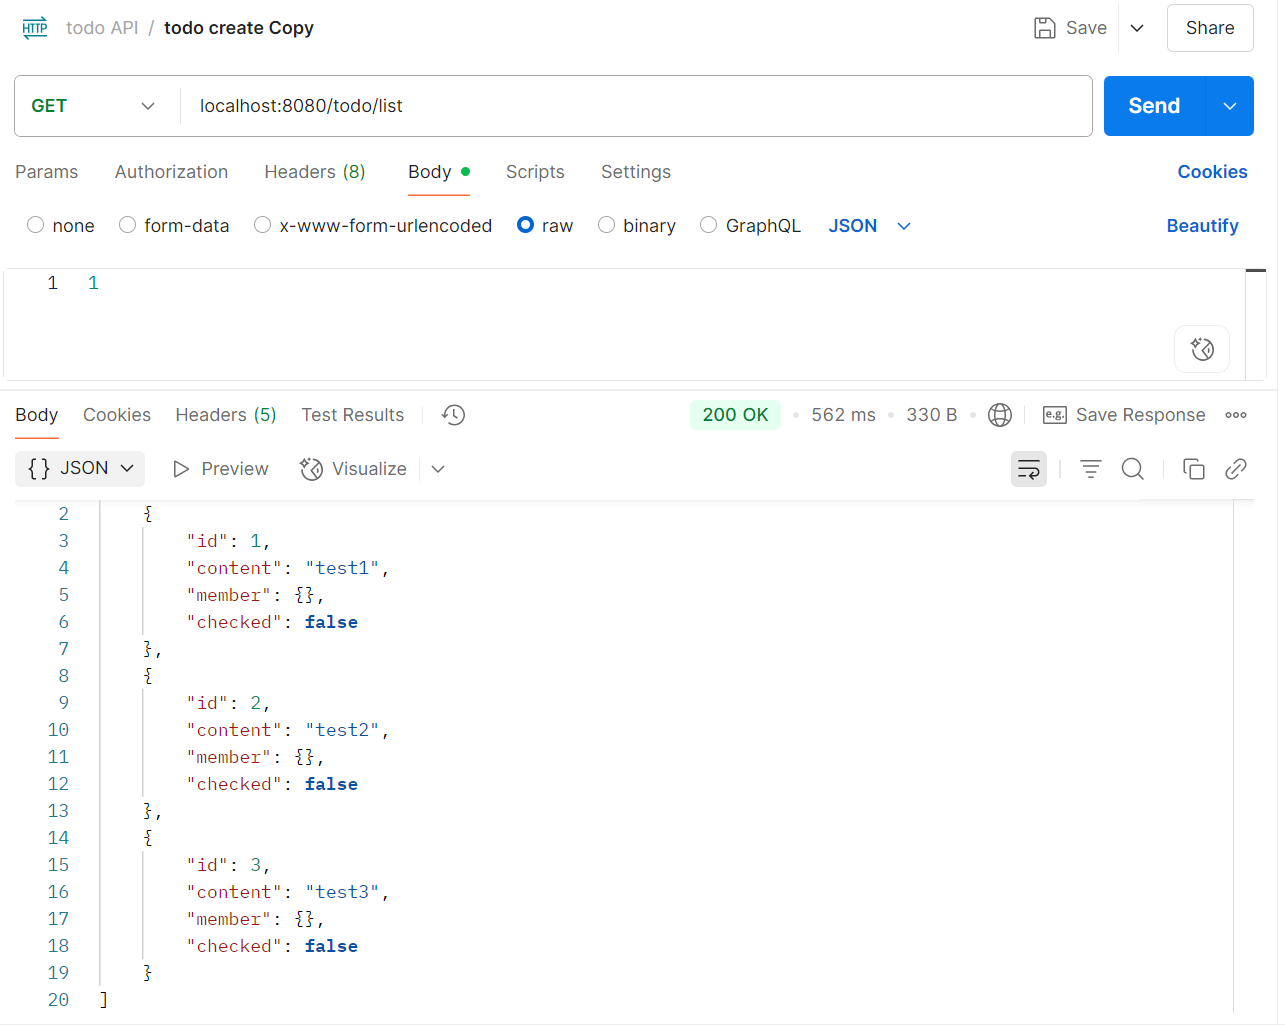 HTTP todo API / todo create Copy Save Share
GET localhost:8080/todo/list Send
Params Authorization Headers (8) Body Scripts Settings Cookies
none form-data x-www-form-urlencoded raw binary GraphQL JSON Beautify
1 1
Body Cookies Headers (5) Test Results 200 OK 562 ms 330 B e.g. Save Response
{} JSON Preview Visualize
2 {
3 "id": 1,
4 "content": "test1",
5 "member": {},
6 "checked": false
7 },
8 {
9 "id": 2,
10 "content": "test2",
11 "member": {},
12 "checked": false
13 },
14 {
15 "id": 3,
16 "content": "test3",
17 "member": {},
18 "checked": false
19 }
20 ]